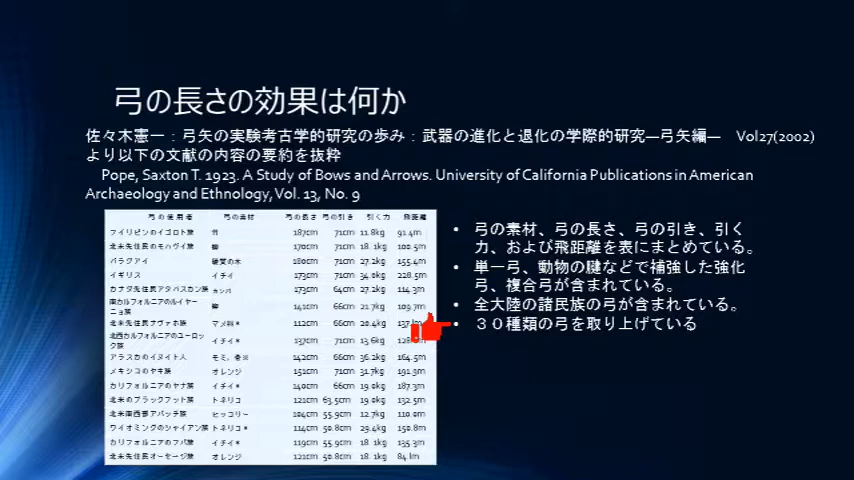 弓の長さの効果は何か
佐々木憲一：弓矢の実験考古学的研究の歩み：武器の進化と退化の学際的研究―弓矢編― Vol27(2002)
より以下の文献の内容の要約を抜粋
Pope, Saxton T. 1923. A Study of Bows and Arrows. University of California Publications in American
Archaeology and Ethnology, Vol. 13, No. 9
弓の使用者 弓の素材 弓の長さ 弓の引き 引く力 飛距離
フィリピンのイゴロト族 竹 187cm 71cm 11.8kg 91.4m
北米先住民のモハヴィ族 柳 170cm 71cm 18.1kg 100.5m
パラグアイ 硬質の木 180cm 71cm 27.2kg 155.4m
イギリス イチイ 173cm 71cm 34.0kg 228.5m
カナダ先住民アタバスカン族 カンバ 173cm 64cm 27.2kg 114.3m
南カルフォルニアのルイヤー
ニョ族 柳 141cm 66cm 21.7kg 109.7m
北米先住民ナヴァホ族 マメ科* 112cm 66cm 20.4kg 137.1m
北西カルフォルニアのユーロッ
ク族 イチイ* 137cm 71cm 13.6kg
アラスカのイヌイト人 モミ，骨※ 142cm 66cm 36.2kg 164.5m
メキシコのヤキ族 オレンジ 151cm 71cm 31.7kg 191.9m
カリフォルニアのヤナ族 イチイ* 140cm 66cm 19.0kg 187.3m
北米のブラックフット族 トネリコ 121cm 63.5cm 19.0kg 132.5m
北米南西部アパッチ族 ヒッコリー 104cm 55.9cm 12.7kg 110.0m
ワイオミングのシャイアン族 トネリコ* 114cm 50.8cm 29.4kg 150.8m
カリフォルニアのフパ族 イチイ* 119cm 55.9cm 18.1kg 135.3m
北米先住民オーセージ族 オレンジ 121cm 50.8cm 18.1kg 84.1m
• 弓の素材、弓の長さ、弓の引き、引く
力、および飛距離を表にまとめている。
• 単一弓、動物の腱などで補強した強化
弓、複合弓が含まれている。
• 全大陸の諸民族の弓が含まれている。
• ３０種類の弓を取り上げている